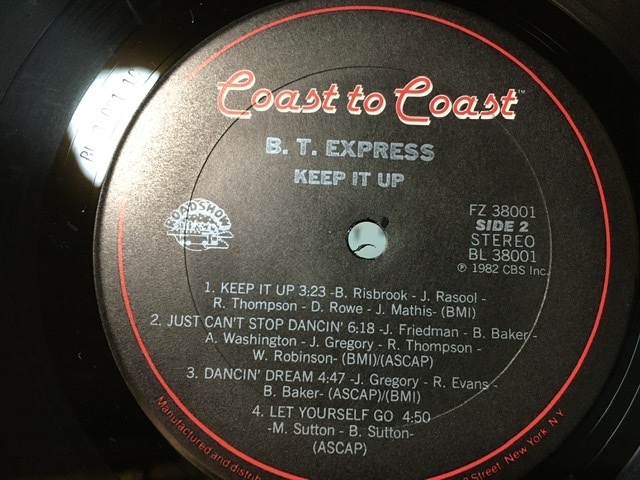 Coast to Coast™
B. T. EXPRESS
KEEP IT UP
ROADSHOW
FZ 38001
SIDE 2
STEREO
BL 38001
℗ 1982 CBS Inc.
1. KEEP IT UP 3:23 -B. Risbrook - J. Rasool -
R. Thompson - D. Rowe - J. Mathis- (BMI)
2. JUST CAN'T STOP DANCIN' 6:18 -J. Friedman - B. Baker-
A. Washington - J. Gregory - R. Thompson -
W. Robinson- (BMI)/(ASCAP)
3. DANCIN' DREAM 4:47 -J. Gregory - R. Evans -
B. Baker- (ASCAP)/(BMI)
4. LET YOURSELF GO 4:50
-M. Sutton - B. Sutton-
(ASCAP)
Manufactured and
Street, New York, N.Y.